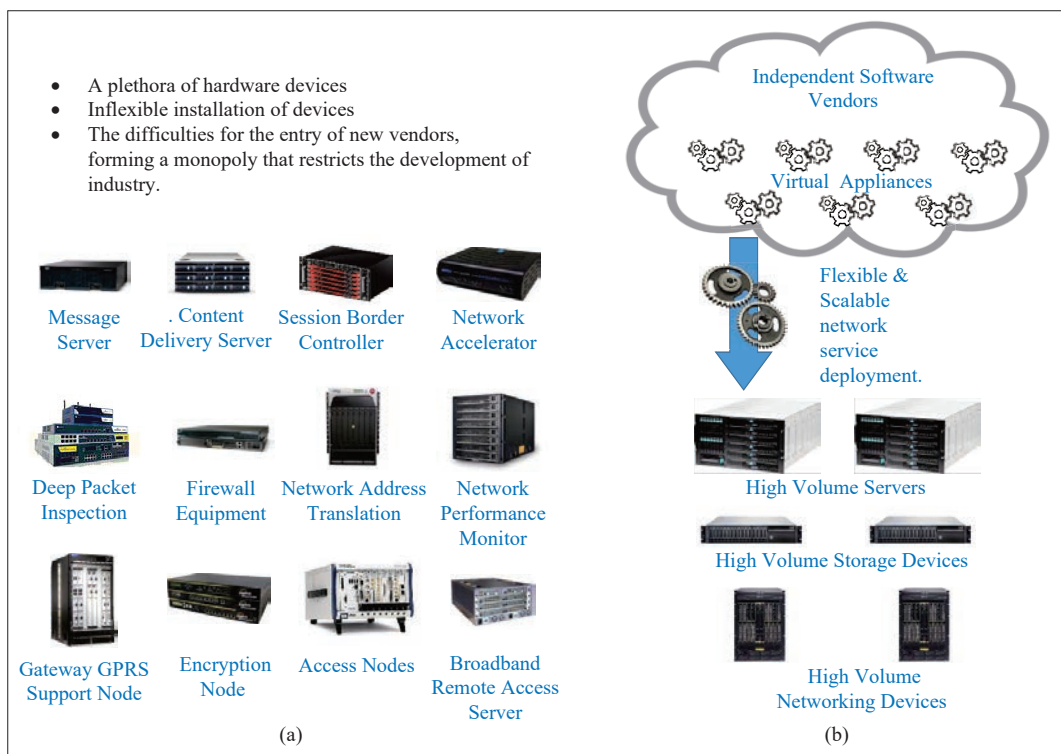 • A plethora of hardware devices
• Inflexible installation of devices
• The difficulties for the entry of new vendors,
forming a monopoly that restricts the development of
industry.
Message
Server
. Content
Delivery Server
Session Border
Controller
Network
Accelerator
Deep Packet
Inspection
Firewall
Equipment
Network Address
Translation
Network
Performance
Monitor
Gateway GPRS
Support Node
Encryption
Node
Access Nodes
Broadband
Remote Access
Server
(a)
Independent Software
Vendors
Virtual Appliances
Flexible &
Scalable
network
service
deployment.
High Volume Servers
High Volume Storage Devices
High Volume
Networking Devices
(b)